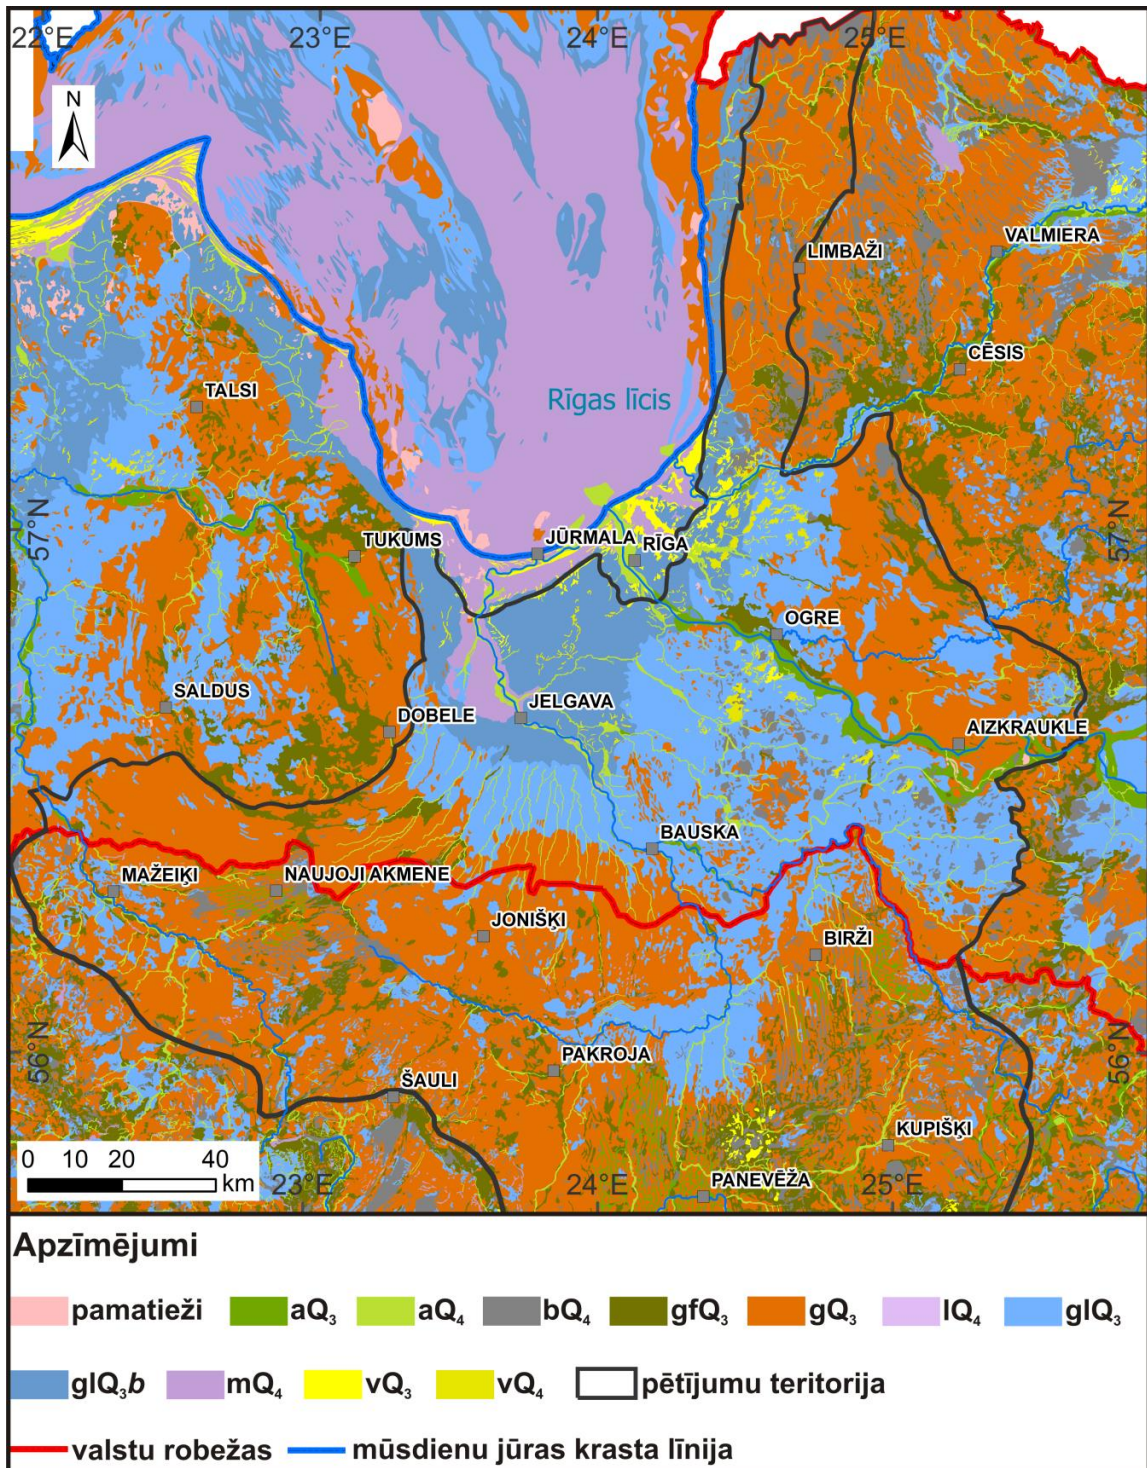 22°E 23°E 24°E 25°E
N
VALMIERA
LIMBAŽI
CĒSIS
TALSI
Rīgas līcis
57°N
57°N
TUKUMS
JŪRMALA
RĪGA
OGRE
SALDUS
JELGAVA
DOBELE
AIZKRAUKLE
BAUSKA
MAŽEIĶI
NAUJOJI AKMENE
JONIŠĶI
BIRŽI
56°N
56°N
PAKROJA
ŠAULI
KUPIŠĶI
PANEVĒŽA
0 10 20 40
km
23°E 24°E 25°E
Apzīmējumi
pamatieži aQ₃ aQ₄ bQ₄ gfQ₃ gQ₃ lQ₄ glQ₃
glQ₃b mQ₄ vQ₃ vQ₄ pētījumu teritorija
valstu robežas mūsdienu jūras krasta līnija